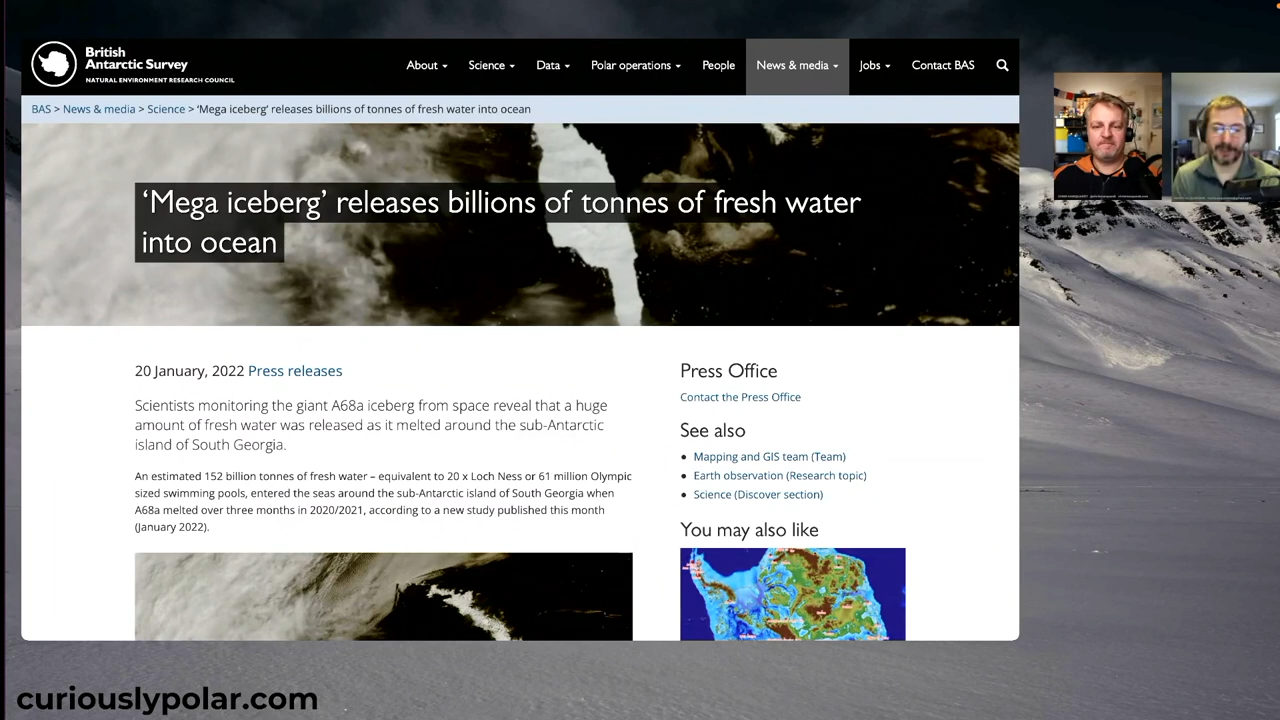 British
Antarctic Survey
NATURAL ENVIRONMENT RESEARCH COUNCIL
About
Science
Data
Polar operations
People
News & media
Jobs
Contact BAS
BAS > News & media > Science > ‘Mega iceberg’ releases billions of tonnes of fresh water into ocean
‘Mega iceberg’ releases billions of tonnes of fresh water
into ocean
20 January, 2022 Press releases
Scientists monitoring the giant A68a iceberg from space reveal that a huge
amount of fresh water was released as it melted around the sub-Antarctic
island of South Georgia.
An estimated 152 billion tonnes of fresh water – equivalent to 20 x Loch Ness or 61 million Olympic
sized swimming pools, entered the seas around the sub-Antarctic island of South Georgia when
A68a melted over three months in 2020/2021, according to a new study published this month
(January 2022).
Press Office
Contact the Press Office
See also
Mapping and GIS team (Team)
Earth observation (Research topic)
Science (Discover section)
You may also like
curiouslypolar.com